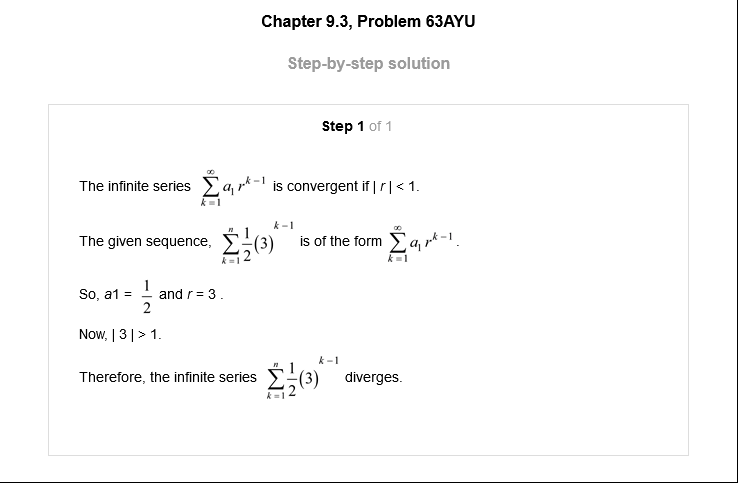 Chapter 9.3, Problem 63AYU
Step-by-step solution
Step 1 of 1
The infinite series $\sum_{k=1}^{\infty} a_1 r^{k-1}$ is convergent if | r | < 1.
The given sequence, $\sum_{k=1}^{n} \frac{1}{2}(3)^{k-1}$ is of the form $\sum_{k=1}^{\infty} a_1 r^{k-1}$.
So, a1 = $\frac{1}{2}$ and r = 3 .
Now, | 3 | > 1.
Therefore, the infinite series $\sum_{k=1}^{n} \frac{1}{2}(3)^{k-1}$ diverges.